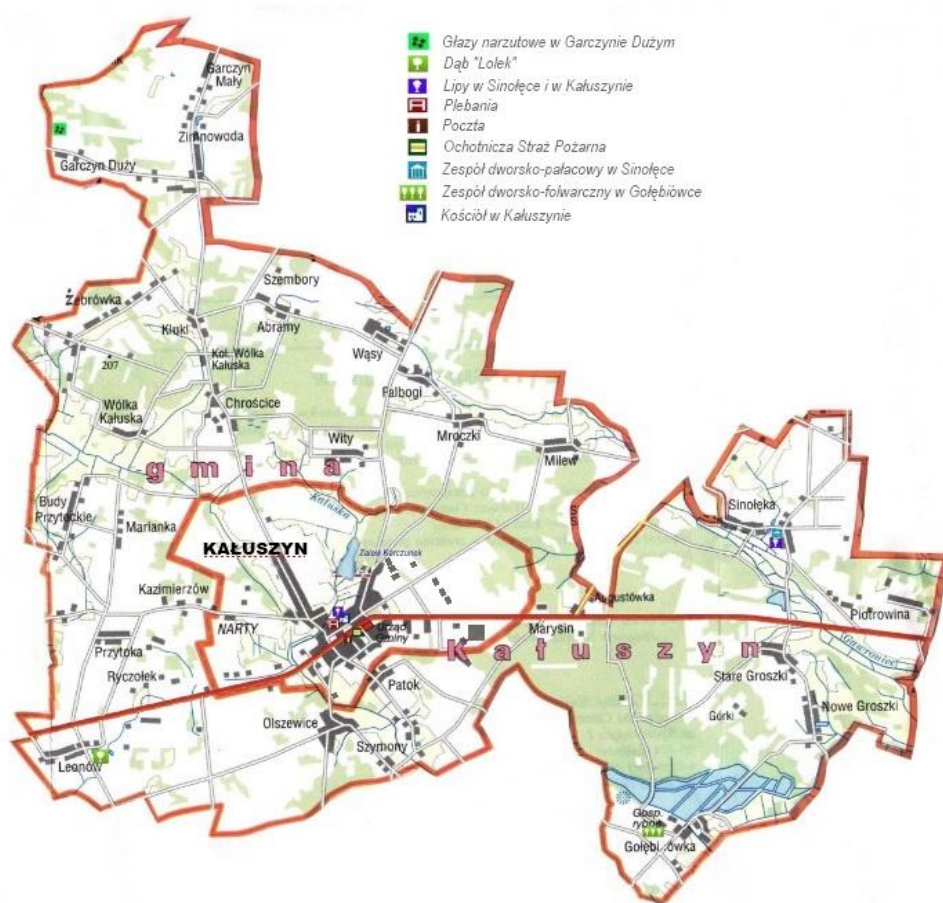 Głazy narzutowe w Garczynie Dużym
Dąb "Lolek"
Lipy w Sinołęce i w Kałuszynie
Plebania
Poczta
Ochotnicza Straż Pożarna
Zespół dworsko-pałacowy w Sinołęce
Zespół dworsko-folwarczny w Gołębiówce
Kościół w Kałuszynie
Garczyn
Mały
Zimnowoda
Garczyn Duży
Żebrówka
Szembory
Kluki
Abramy
207
Kol. Wólka
Kałuska
Wąsy
Falbogi
Wólka
Kałuska
Chrościce
Wity
Mroczki
Milew
gmina
Budy
Przytockie
Marianka
Kałuska
KAŁUSZYN
Zalew Karczunek
Sinołęka
Kazimierzów
NARTY
Urząd
Gminy
Augustówka
Marysin
Piotrowina
Kałuszyn
Gawroniec
Przytoka
Ryczołek
Patok
Stare Groszki
Górki
Nowe Groszki
Olszewice
Szymony
Leonów
Gosp.
rybne